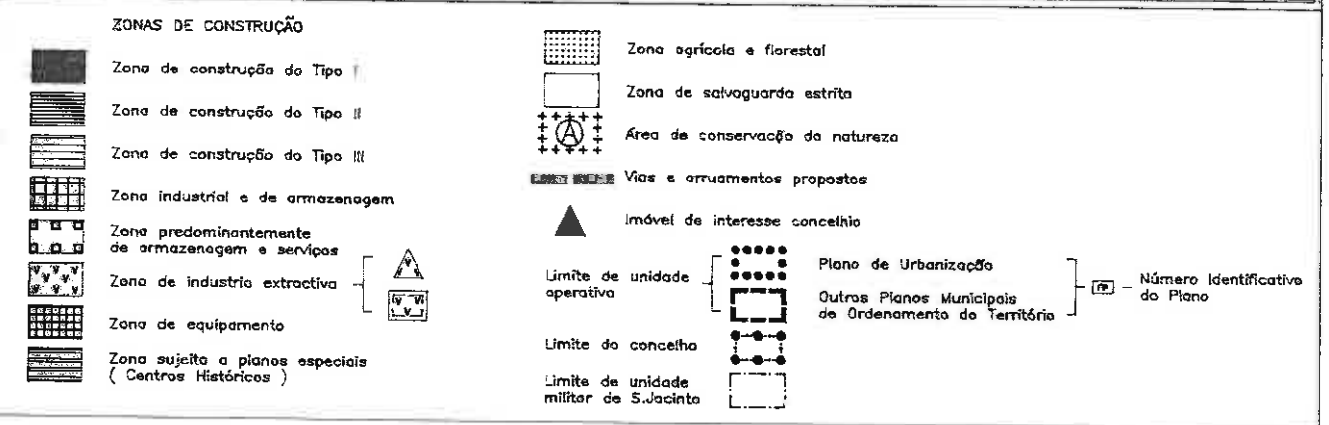 ZONAS DE CONSTRUÇÃO
Zona de construção do Tipo I
Zona de construção do Tipo II
Zona de construção do Tipo III
Zona industrial e de armazenagem
Zona predominantemente
de armazenagem e serviços
Zona de industria extractiva
Zona de equipamento
Zona sujeita a planos especiais
( Centros Históricos )
Zona agrícola e florestal
Zona de salvaguarda estrita
A
Área de conservação da natureza
Vias e arruamentos propostos
Imóvel de interesse concelhio
Limite de unidade
operativa
Plano de Urbanização
Outros Planos Municipais
de Ordenamento do Território
nº
Número Identificativo
do Plano
Limite do concelho
Limite de unidade
militar de S.Jacinto